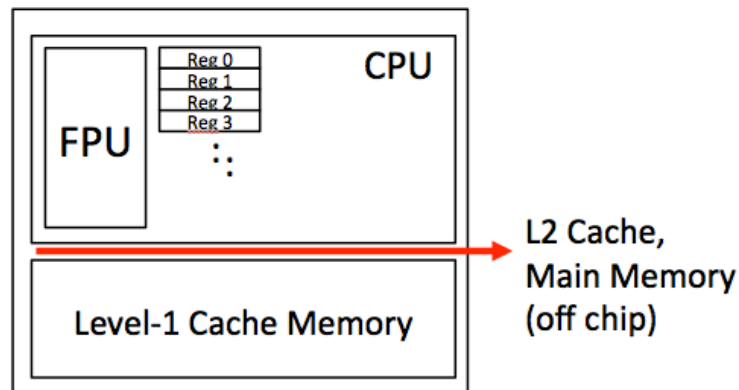 Reg 0
CPU
Reg 1
Reg 2
Reg 3
FPU
L2 Cache,
Main Memory
(off chip)
Level-1 Cache Memory